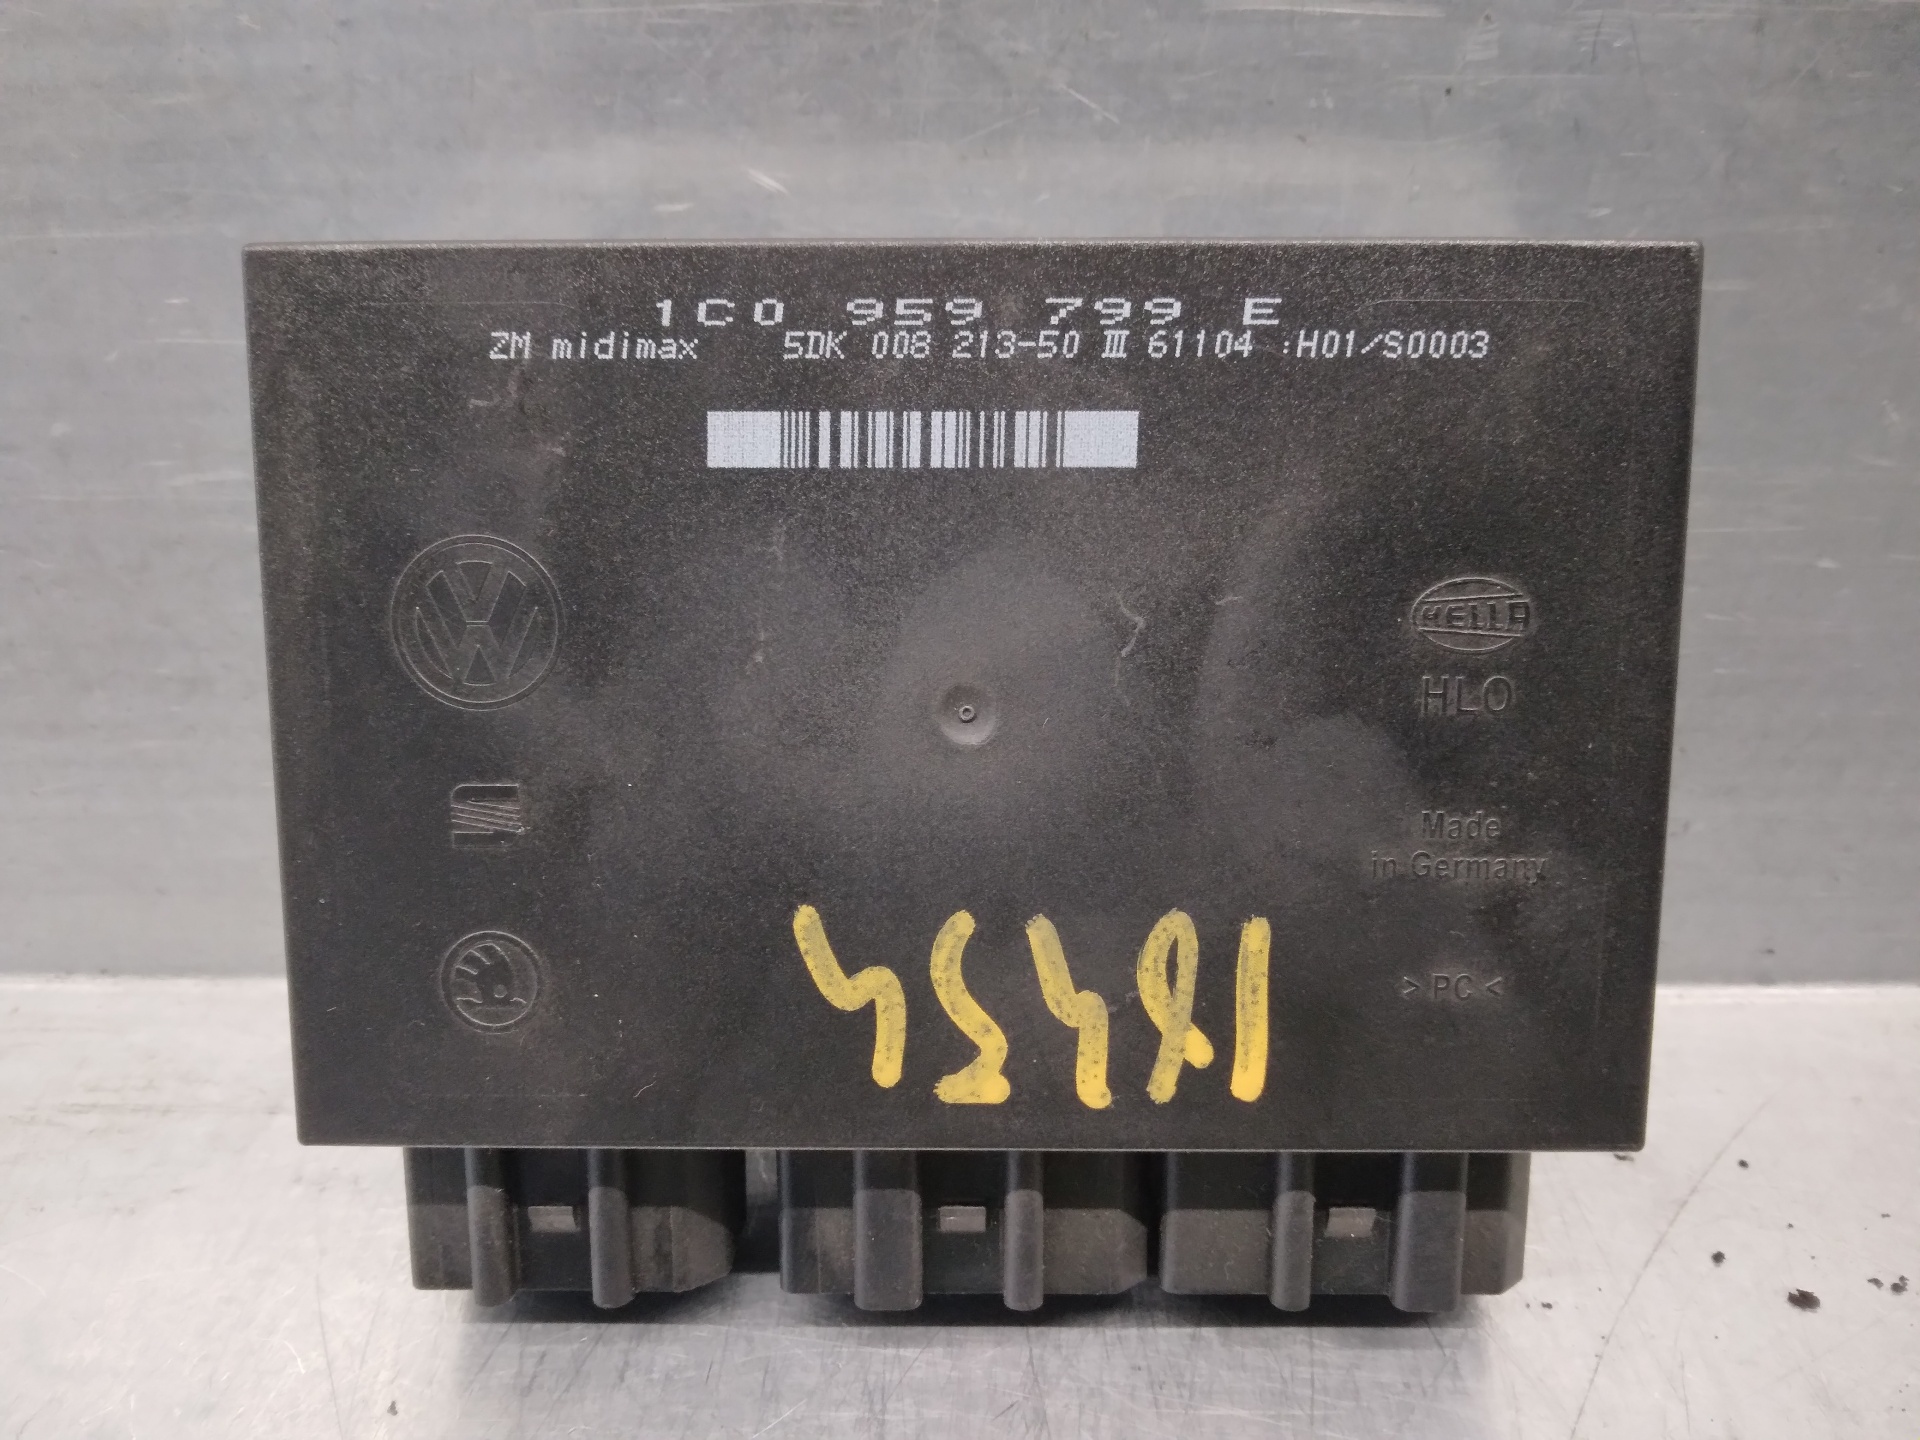 1C0 959 799 E
ZM midimax 5DK 008 213-50 III 61104 :H01/S0003
HELLA
HLO
Made
in Germany
> PC <
18454